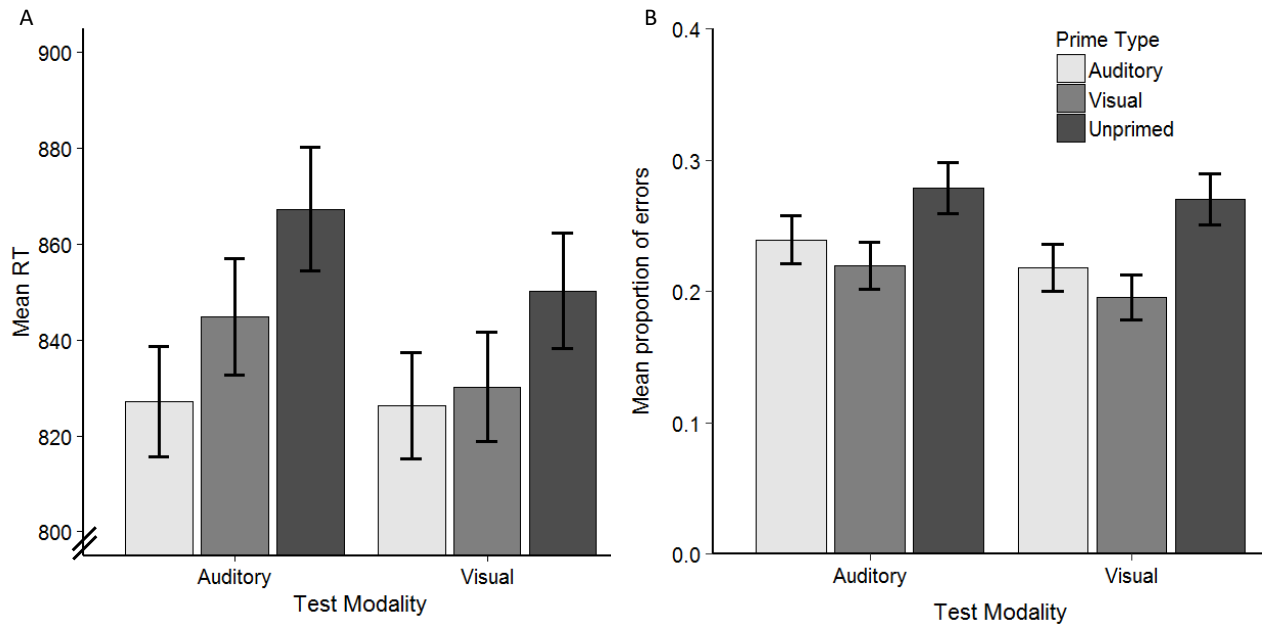 A
900
880
860
840
820
800
Mean RT
Auditory
Visual
Test Modality
B
0.4
0.3
0.2
0.1
0.0
Mean proportion of errors
Prime Type
Auditory
Visual
Unprimed
Auditory
Visual
Test Modality